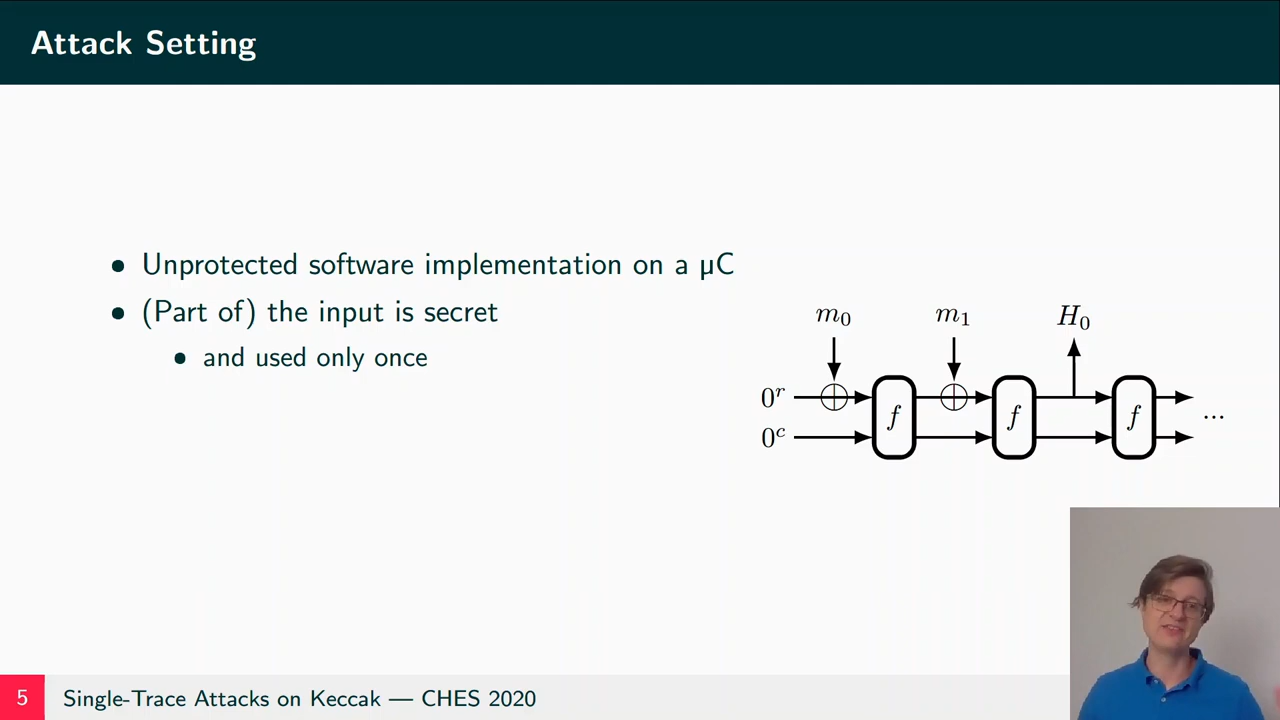 Attack Setting
• Unprotected software implementation on a µC
• (Part of) the input is secret
• and used only once
m₀ m₁ H₀
0ʳ f f f
0ᶜ ...
5 Single-Trace Attacks on Keccak — CHES 2020